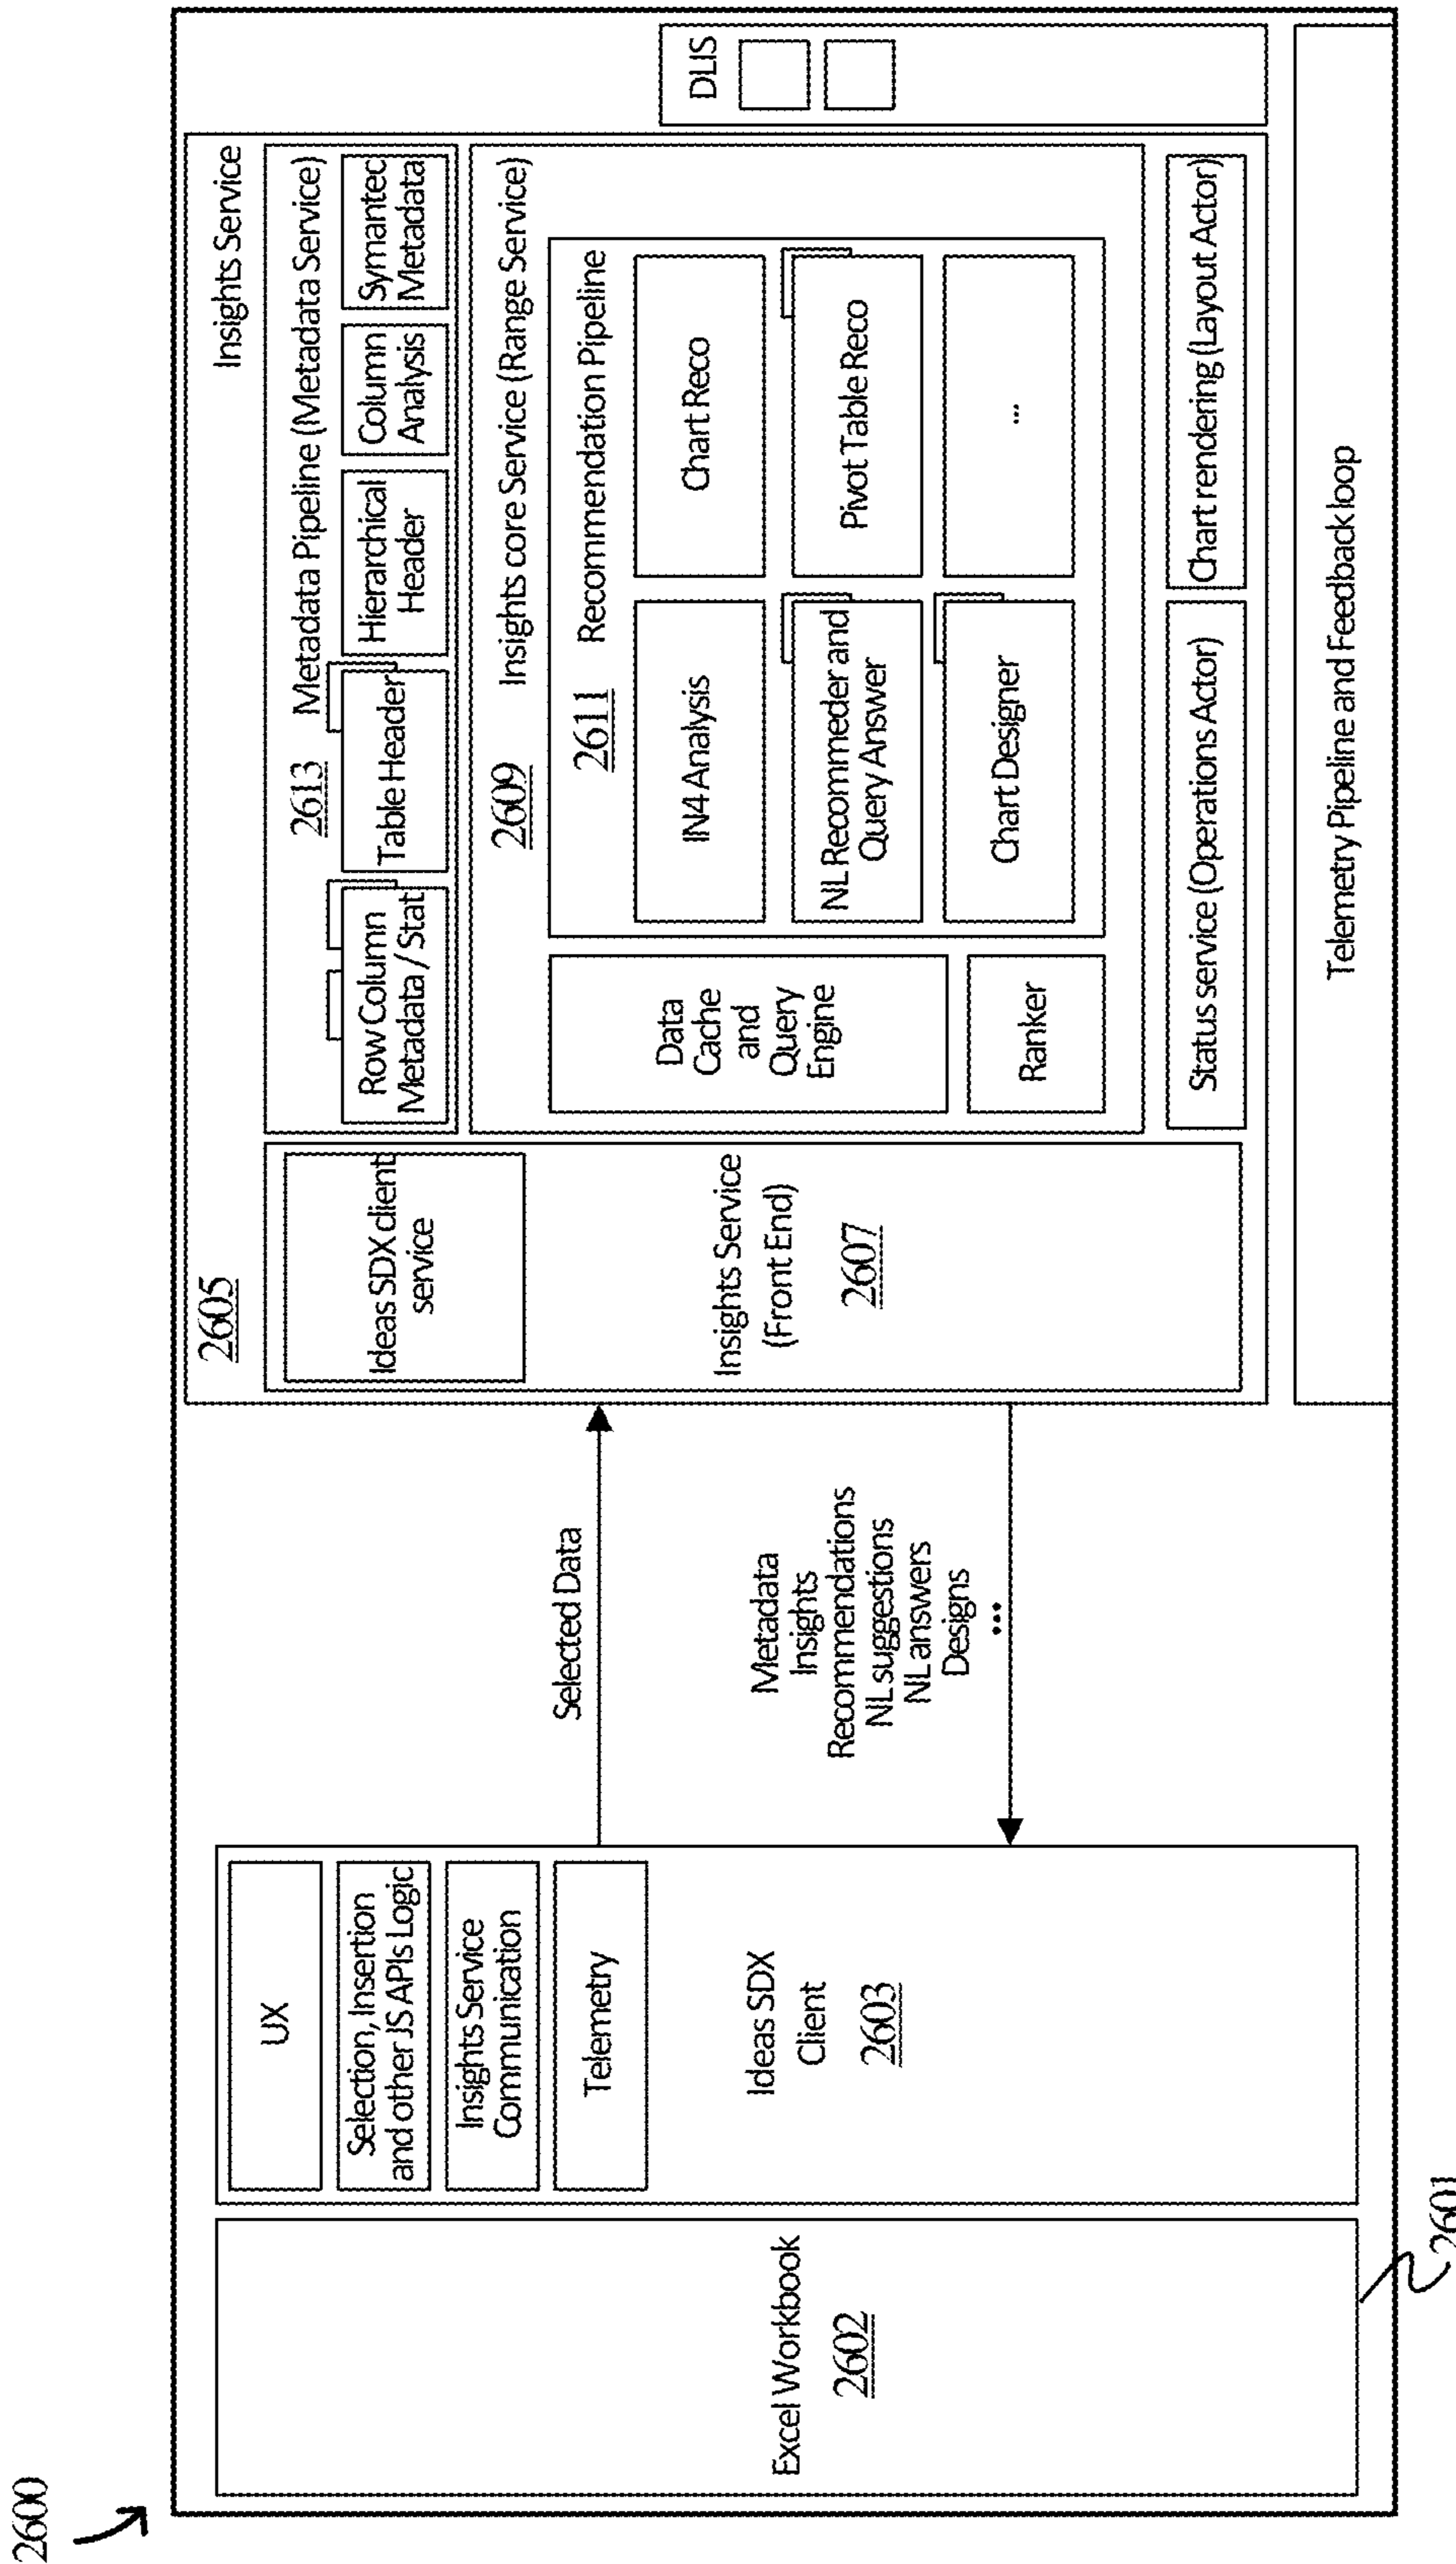 2600
Excel Workbook
2602
2601
UX
Selection, Insertion
and other JS APIs Logic
Insights Service
Communication
Telemetry
Ideas SDX
Client
2603
Selected Data
Metadata
Insights
Recommendations
NL suggestions
NL answers
Designs
...
2605
Insights Service
Ideas SDX client
service
Insights Service
(Front End)
2607
2613 Metadata Pipeline (Metadata Service)
Row Column
Metadata / Stat
Table Header
Hierarchical
Header
Column
Analysis
Symantec
Metadata
2609 Insights core Service (Range Service)
Data
Cache
and
Query
Engine
Ranker
2611 Recommendation Pipeline
IN4 Analysis
Chart Reco
NL Recommeder and
Query Answer
Pivot Table Reco
Chart Designer
...
Status service (Operations Actor)
Chart rendering (Layout Actor)
DLIS
Telemetry Pipeline and Feedback loop